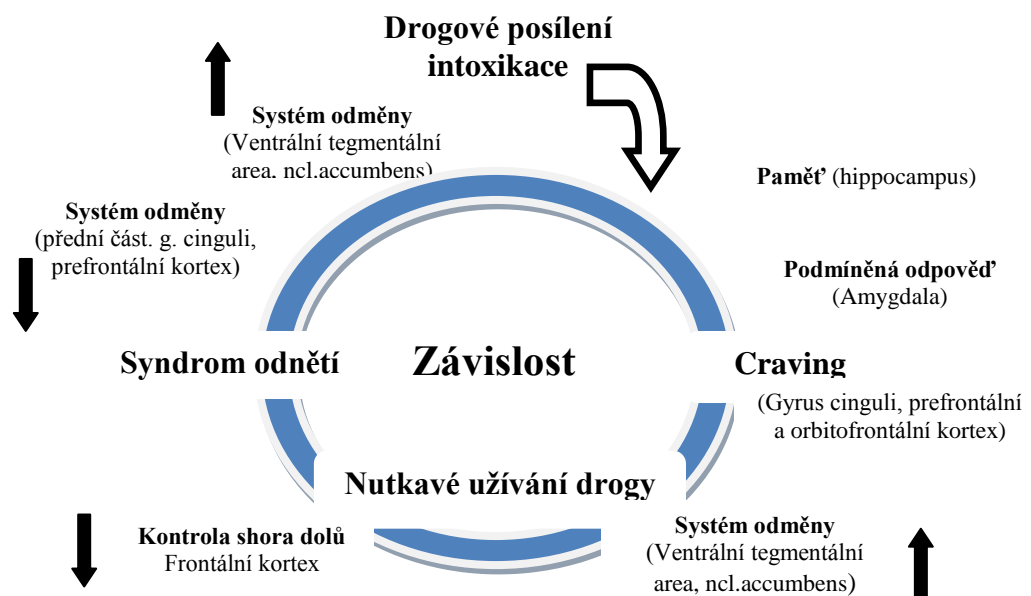 Drogové posílení
intoxikace
Systém odměny
(Ventrální tegmentální
area, ncl.accumbens)
Paměť (hippocampus)
Systém odměny
(přední část. g. cinguli,
prefrontální kortex)
Podmíněná odpověď
(Amygdala)
Syndrom odnětí
Závislost
Craving
(Gyrus cinguli, prefrontální
a orbitofrontální kortex)
Nutkavé užívání drogy
Kontrola shora dolů
Frontální kortex
Systém odměny
(Ventrální tegmentální
area, ncl.accumbens)